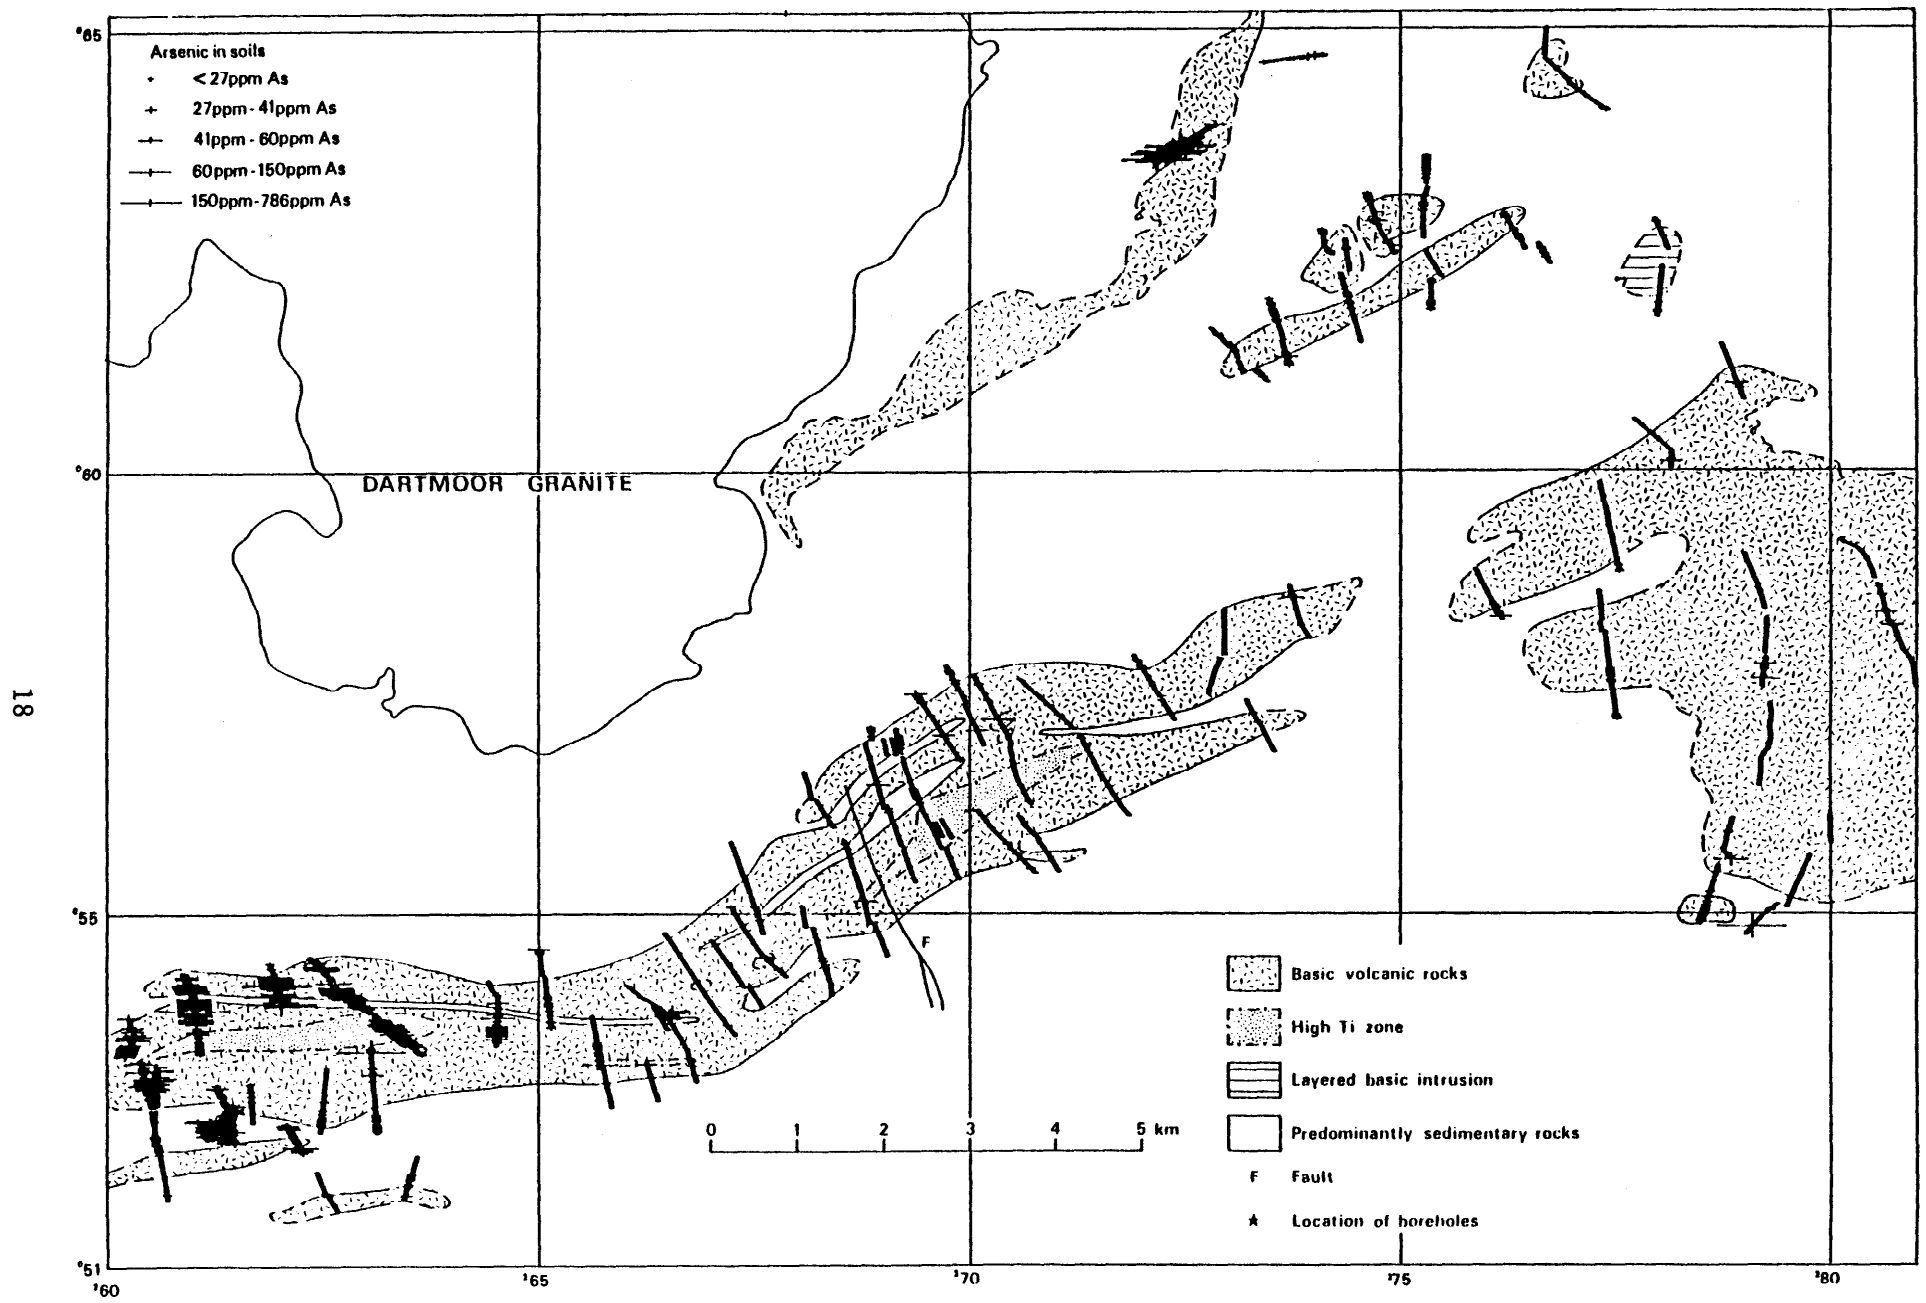 Arsenic in soils
< 27ppm As
27ppm - 41ppm As
41ppm - 60ppm As
60ppm - 150ppm As
150ppm - 786ppm As
DARTMOOR GRANITE
F
Basic volcanic rocks
High Ti zone
Layered basic intrusion
Predominantly sedimentary rocks
F Fault
Location of boreholes
0 1 2 3 4 5 km
65
60
55
51
60
65
70
75
80
18